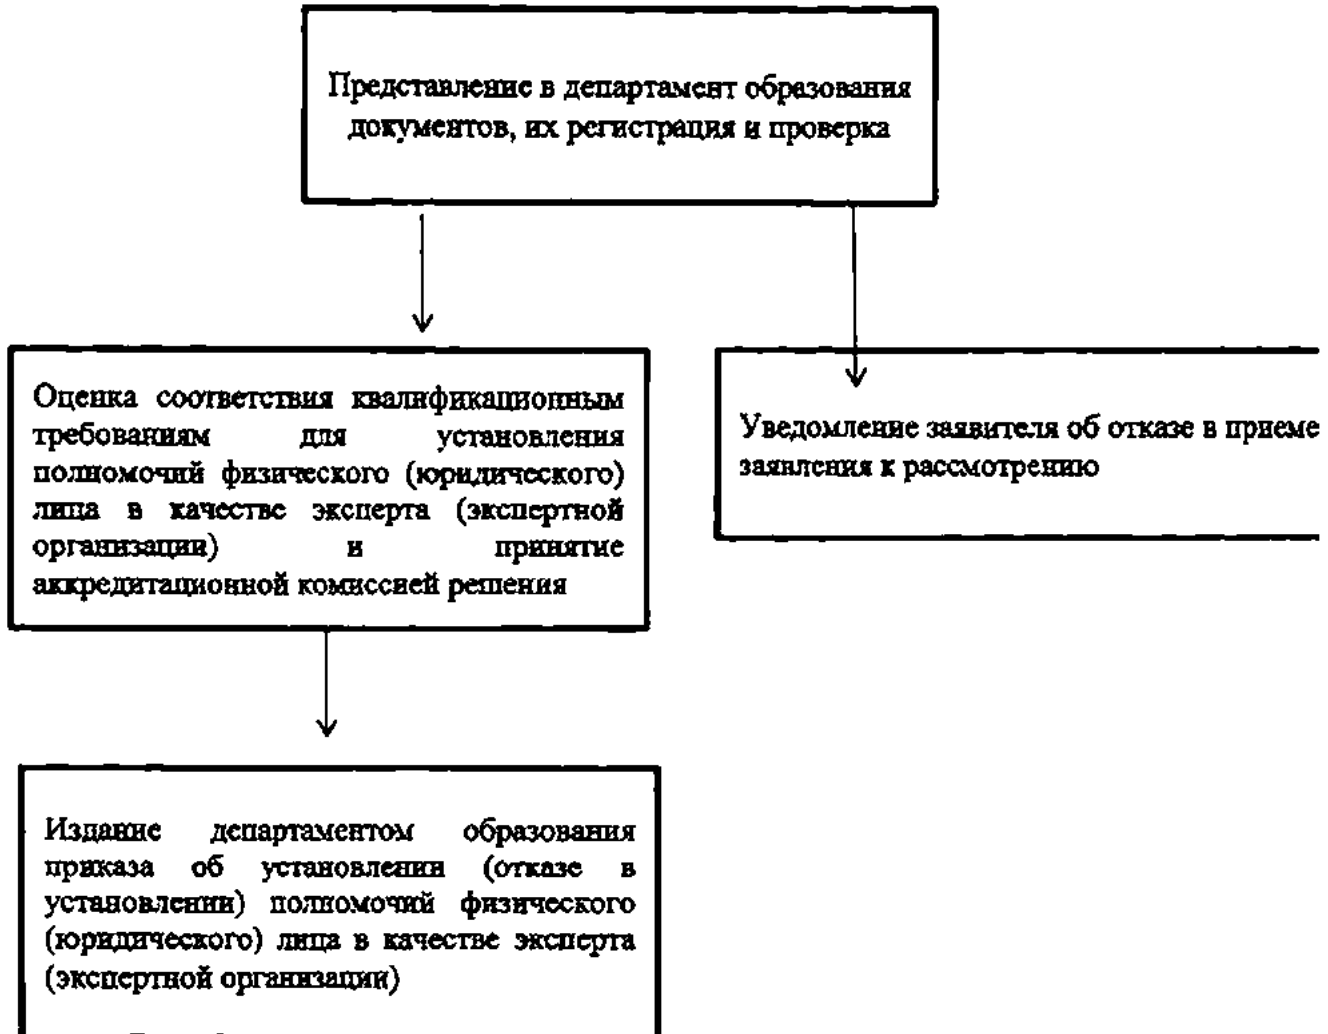 Представление в департамент образования
документов, их регистрация и проверка
Оценка соответствия квалификационным
требованиям для установления
полномочий физического (юридического)
лица в качестве эксперта (экспертной
организации) и принятие
аккредитационной комиссией решения
Уведомление заявителя об отказе в приеме
заявления к рассмотрению
Издание департаментом образования
приказа об установлении (отказе в
установлении) полномочий физического
(юридического) лица в качестве эксперта
(экспертной организации)